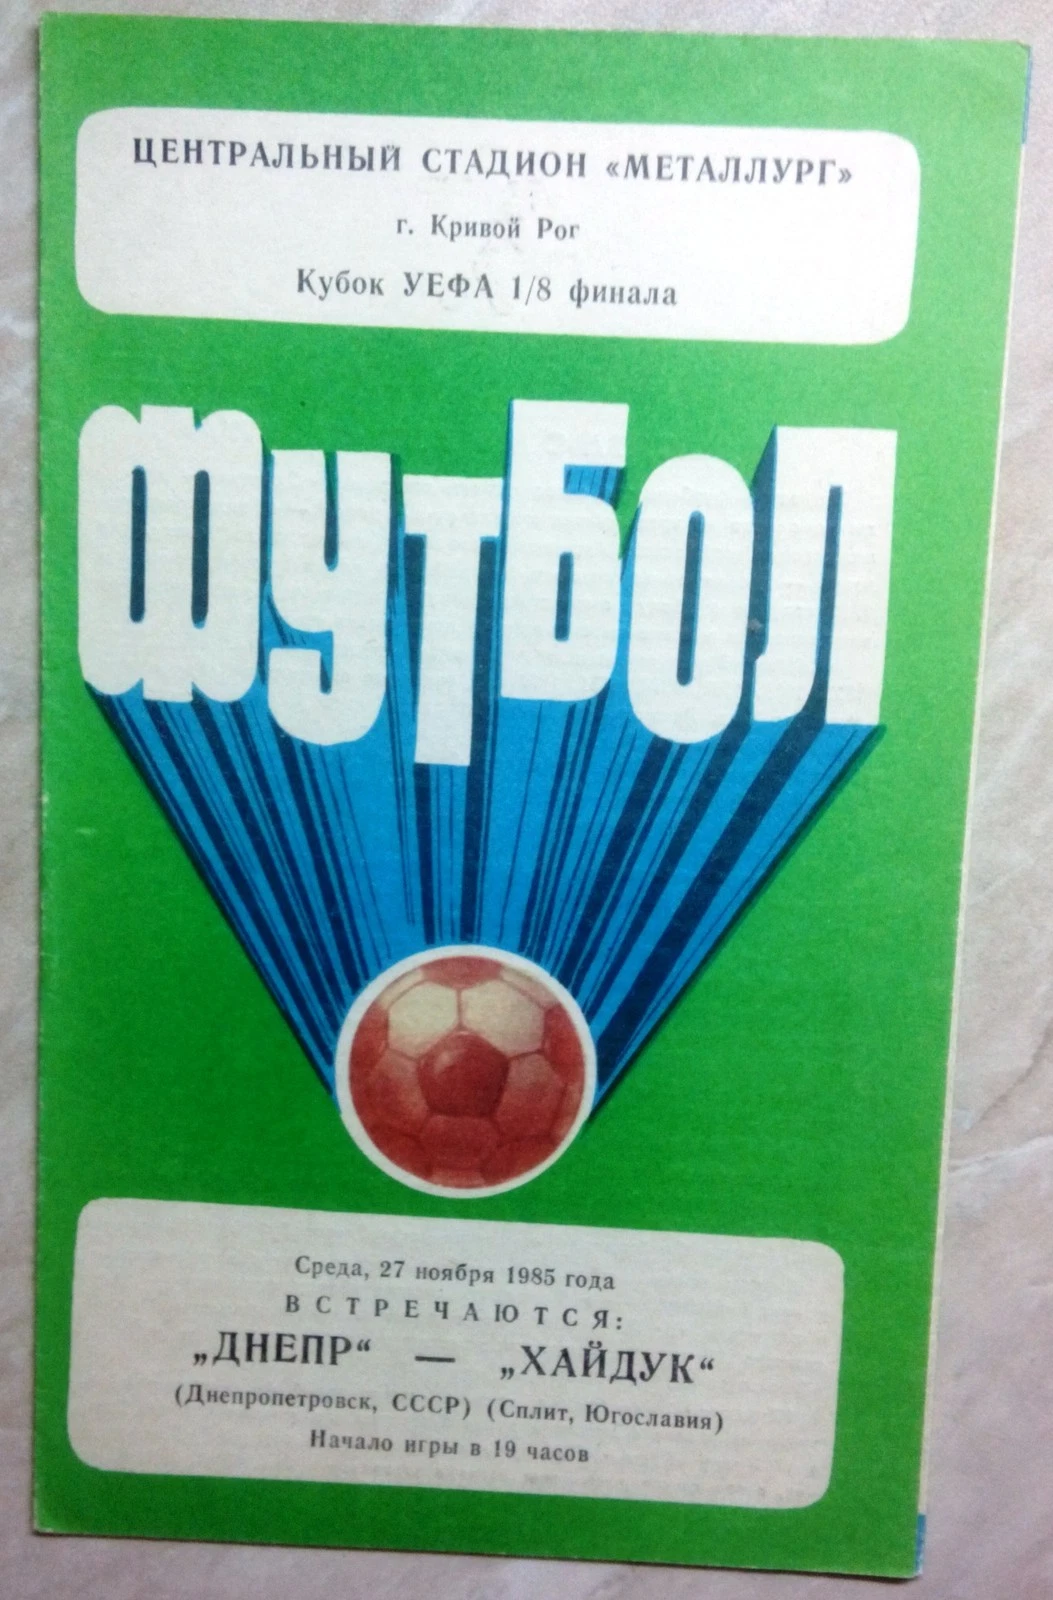 ЦЕНТРАЛЬНЫЙ СТАДИОН «МЕТАЛЛУРГ»
г. Кривой Рог
Кубок УЕФА 1/8 финала
ФУТБОЛ
Среда, 27 ноября 1985 года
ВСТРЕЧАЮТСЯ:
„ДНЕПР“ — „ХАЙДУК“
(Днепропетровск, СССР) (Сплит, Югославия)
Начало игры в 19 часов